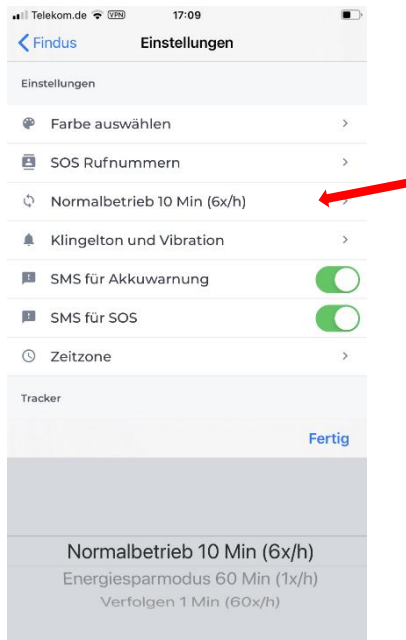 Telekom.de VPN 17:09
Findus Einstellungen
Einstellungen
Farbe auswählen
SOS Rufnummern
Normalbetrieb 10 Min (6x/h)
Klingelton und Vibration
SMS für Akkuwarnung
SMS für SOS
Zeitzone
Tracker
Fertig
Normalbetrieb 10 Min (6x/h)
Energiesparmodus 60 Min (1x/h)
Verfolgen 1 Min (60x/h)